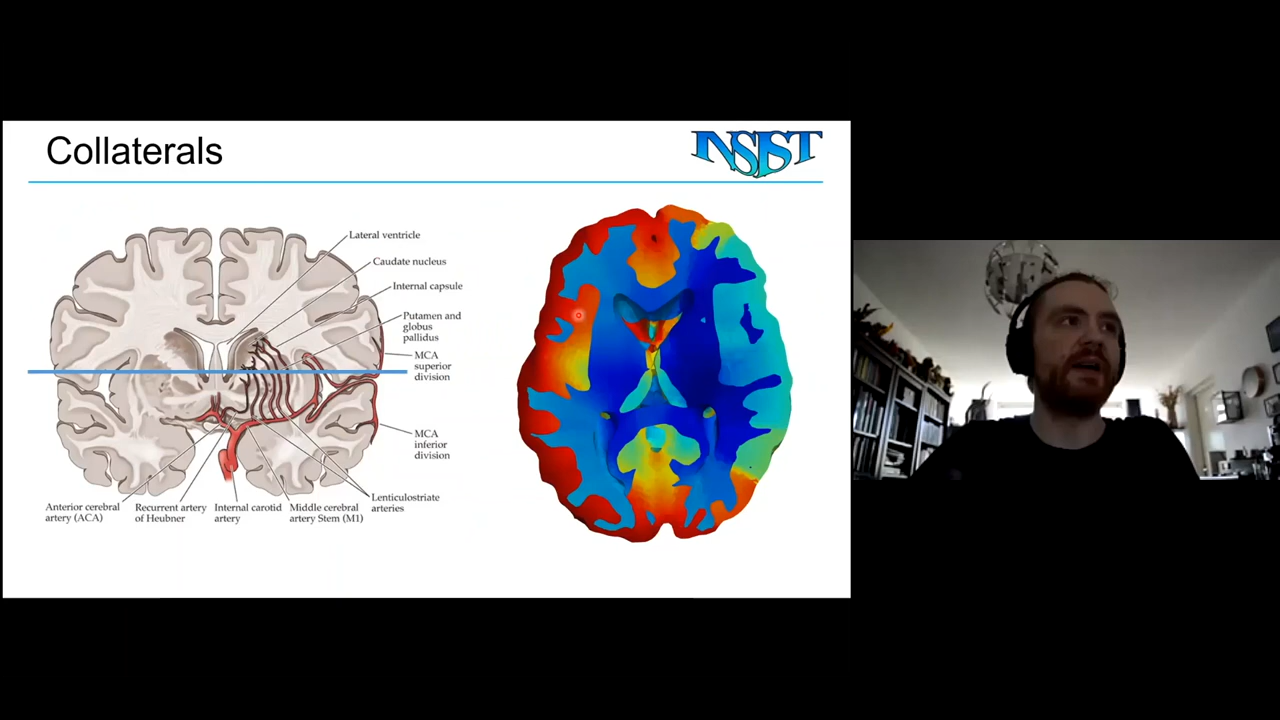 Collaterals
INSIST
Lateral ventricle
Caudate nucleus
Internal capsule
Putamen and
globus
pallidus
MCA
superior
division
MCA
inferior
division
Lenticulostriate
arteries
Anterior cerebral
artery (ACA)
Recurrent artery
of Heubner
Internal carotid
artery
Middle cerebral
artery Stem (M1)